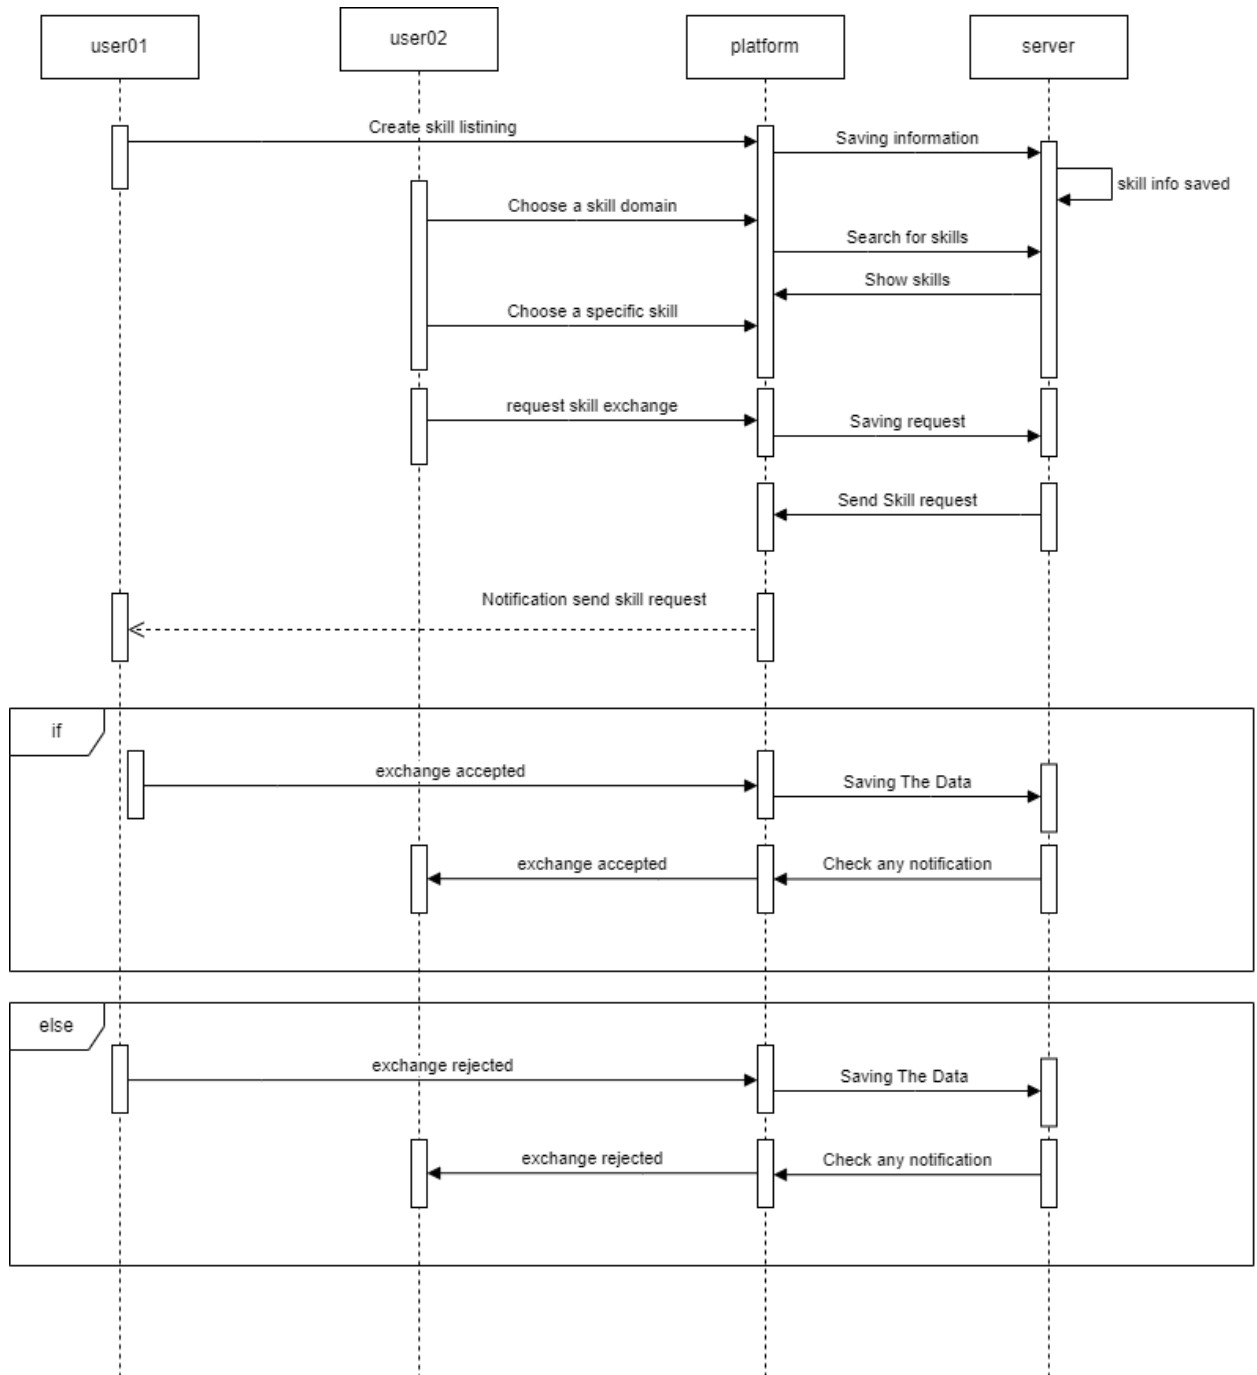 user01
user02
platform
server
Create skill listining
Saving information
skill info saved
Choose a skill domain
Search for skills
Show skills
Choose a specific skill
request skill exchange
Saving request
Send Skill request
Notification send skill request
if
exchange accepted
Saving The Data
exchange accepted
Check any notification
else
exchange rejected
Saving The Data
exchange rejected
Check any notification